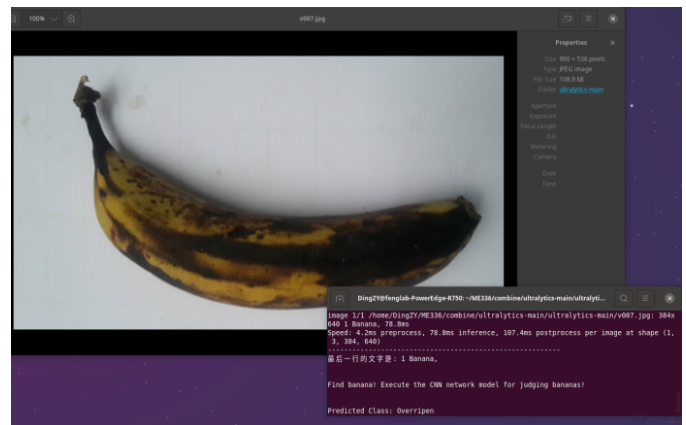 100%
v007.jpg
Properties
Size 960 × 536 pixels
Type JPEG image
File Size 108.9 kB
Folder ultralytics-main
Aperture
Exposure
Focal Length
ISO
Metering
Camera
Date
Time
DingZY@fenglab-PowerEdge-R750: ~/ME336/combine/ultralytics-main/ultralyti...
image 1/1 /home/DingZY/ME336/combine/ultralytics-main/ultralytics-main/v007.jpg: 384x
640 1 Banana, 78.8ms
Speed: 4.2ms preprocess, 78.8ms inference, 107.4ms postprocess per image at shape (1,
3, 384, 640)
------------------------------------------------------------
最后一行的文字是: 1 Banana,
Find banana! Execute the CNN network model for judging bananas!
Predicted Class: Overripen